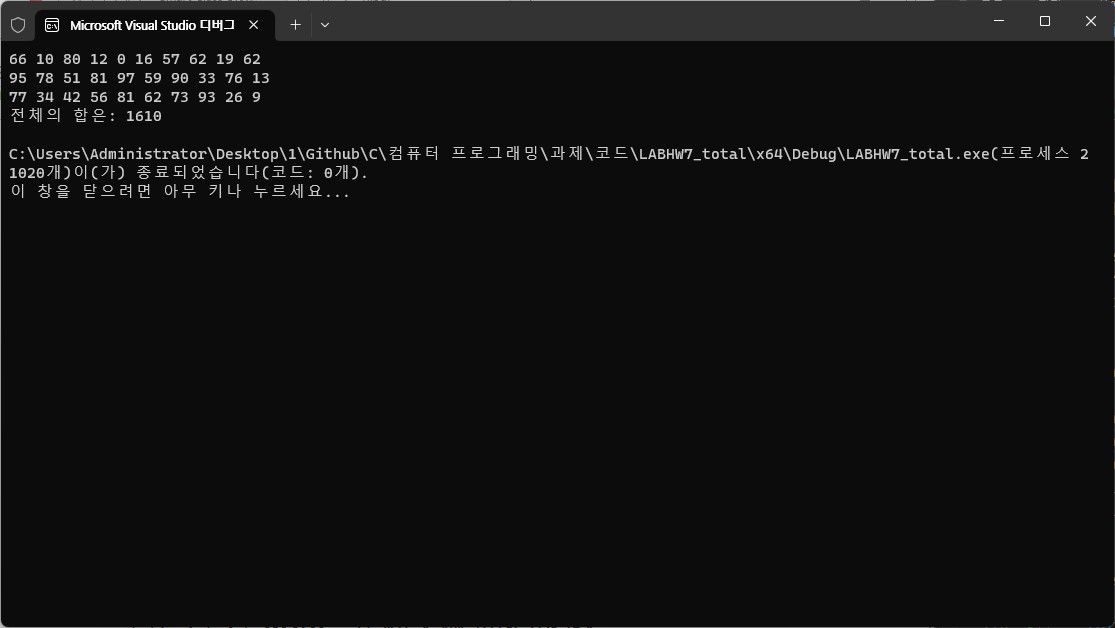 Microsoft Visual Studio 디버그
66 10 80 12 0 16 57 62 19 62
95 78 51 81 97 59 90 33 76 13
77 34 42 56 81 62 73 93 26 9
전체의 합은: 1610
C:\Users\Administrator\Desktop\1\Github\C\컴퓨터 프로그래밍\과제\코드\LABHW7_total\x64\Debug\LABHW7_total.exe(프로세스 2
1020개)이(가) 종료되었습니다(코드: 0개).
이 창을 닫으려면 아무 키나 누르세요...